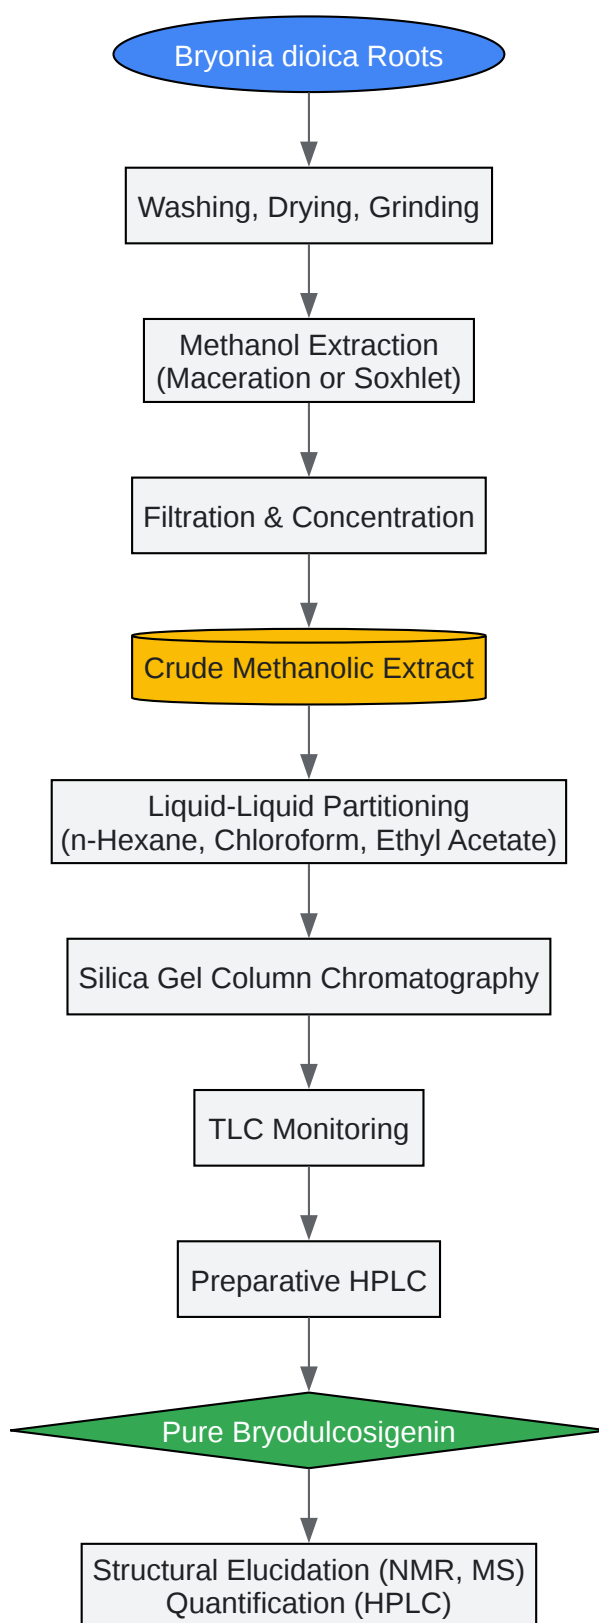 Bryonia dioica Roots
Washing, Drying, Grinding
Methanol Extraction
(Maceration or Soxhlet)
Filtration & Concentration
Crude Methanolic Extract
Liquid-Liquid Partitioning
(n-Hexane, Chloroform, Ethyl Acetate)
Silica Gel Column Chromatography
TLC Monitoring
Preparative HPLC
Pure Bryodulcosigenin
Structural Elucidation (NMR, MS)
Quantification (HPLC)